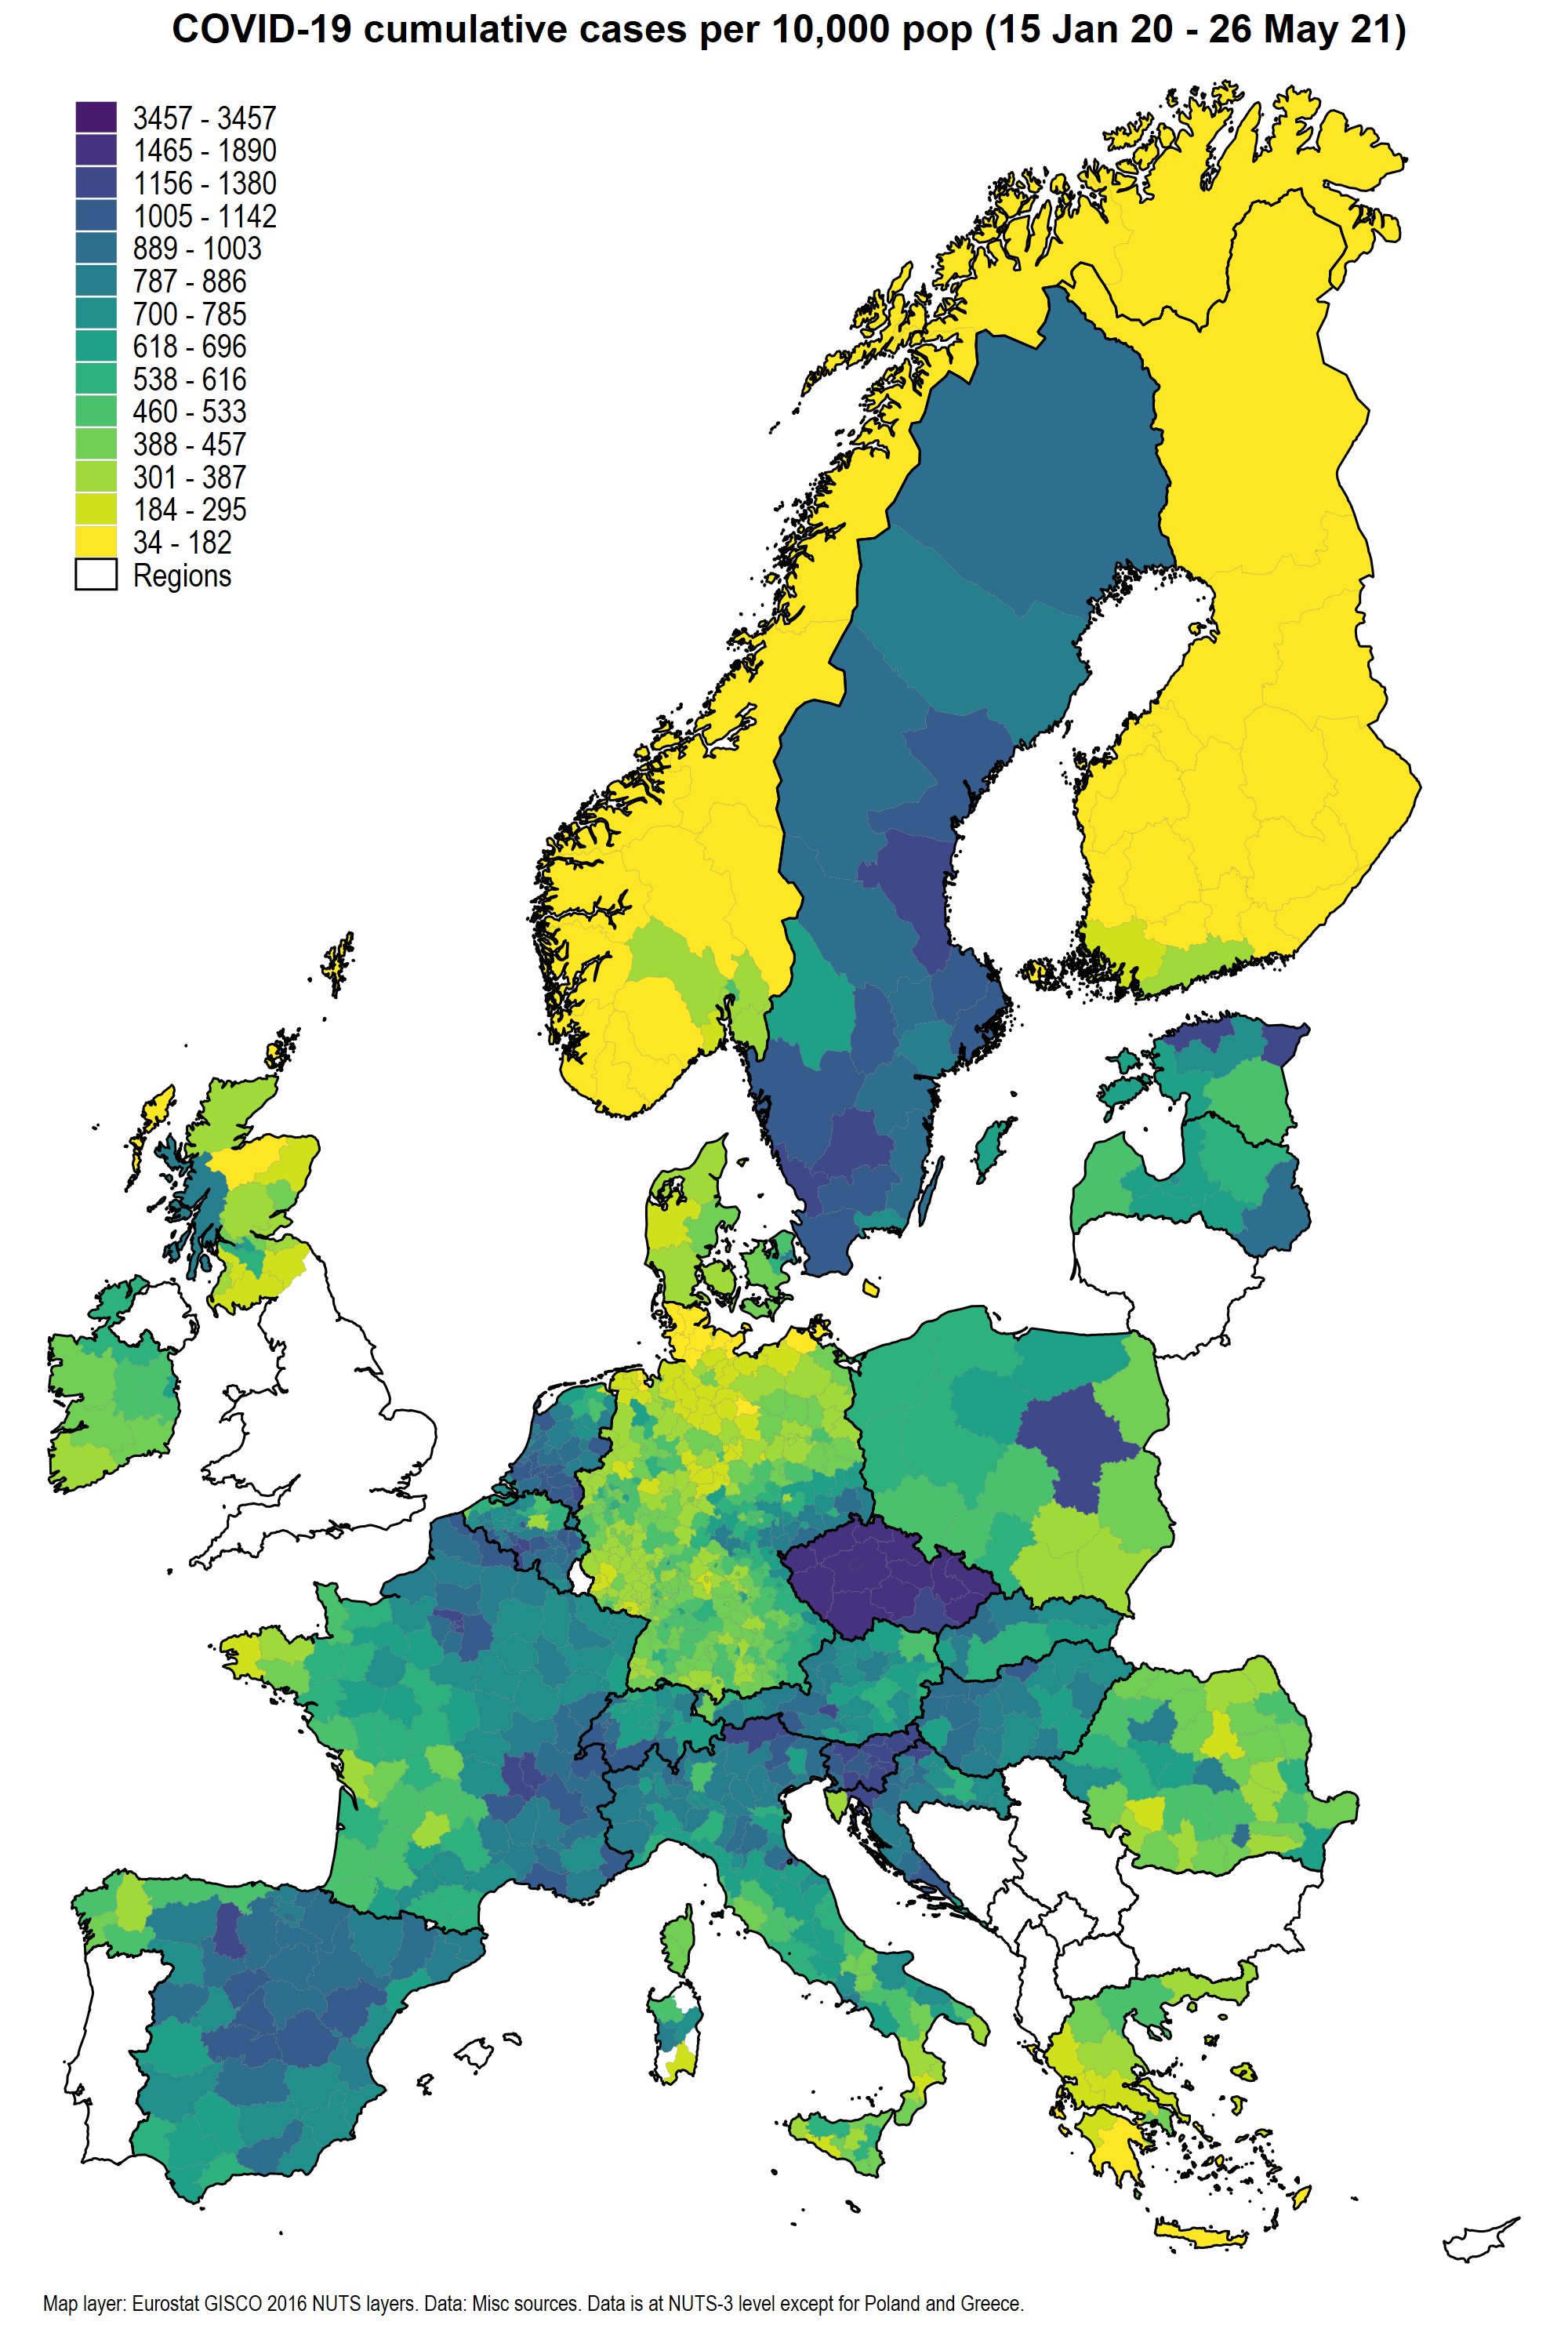 COVID-19 cumulative cases per 10,000 pop (15 Jan 20 - 26 May 21)
3457 - 3457
1465 - 1890
1156 - 1380
1005 - 1142
889 - 1003
787 - 886
700 - 785
618 - 696
538 - 616
460 - 533
388 - 457
301 - 387
184 - 295
34 - 182
Regions
Map layer: Eurostat GISCO 2016 NUTS layers. Data: Misc sources. Data is at NUTS-3 level except for Poland and Greece.